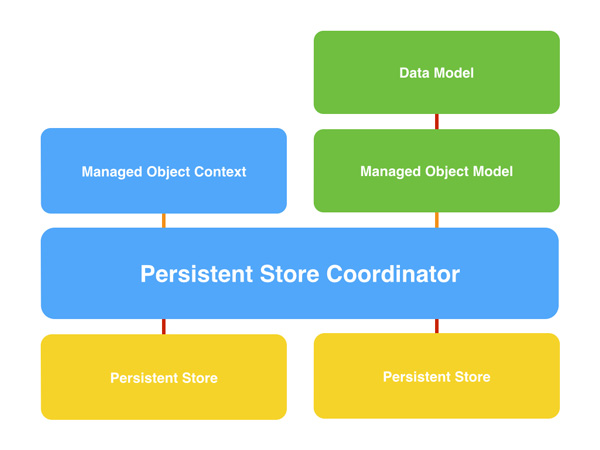 Data Model
Managed Object Context
Managed Object Model
Persistent Store Coordinator
Persistent Store
Persistent Store